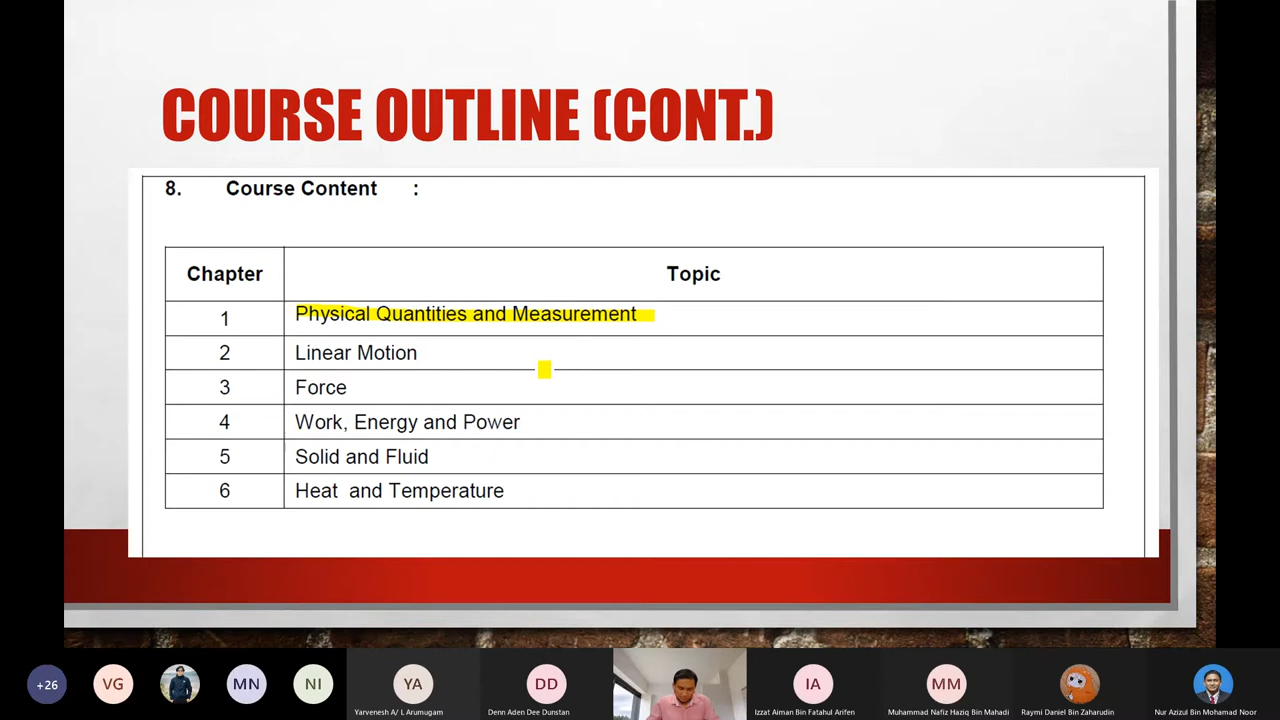 COURSE OUTLINE (CONT.)
8. Course Content :
Chapter Topic
1 Physical Quantities and Measurement
2 Linear Motion
3 Force
4 Work, Energy and Power
5 Solid and Fluid
6 Heat and Temperature
+26 VG MN NI YA DD IA MM
Yarvenesh A/ L Arumugam Denn Aden Dee Dunstan Izzat Aiman Bin Fatahul Arifen Muhammad Nafiz Haziq Bin Mahadi Raymi Daniel Bin Zaharudin Nur Azizul Bin Mohamad Noor